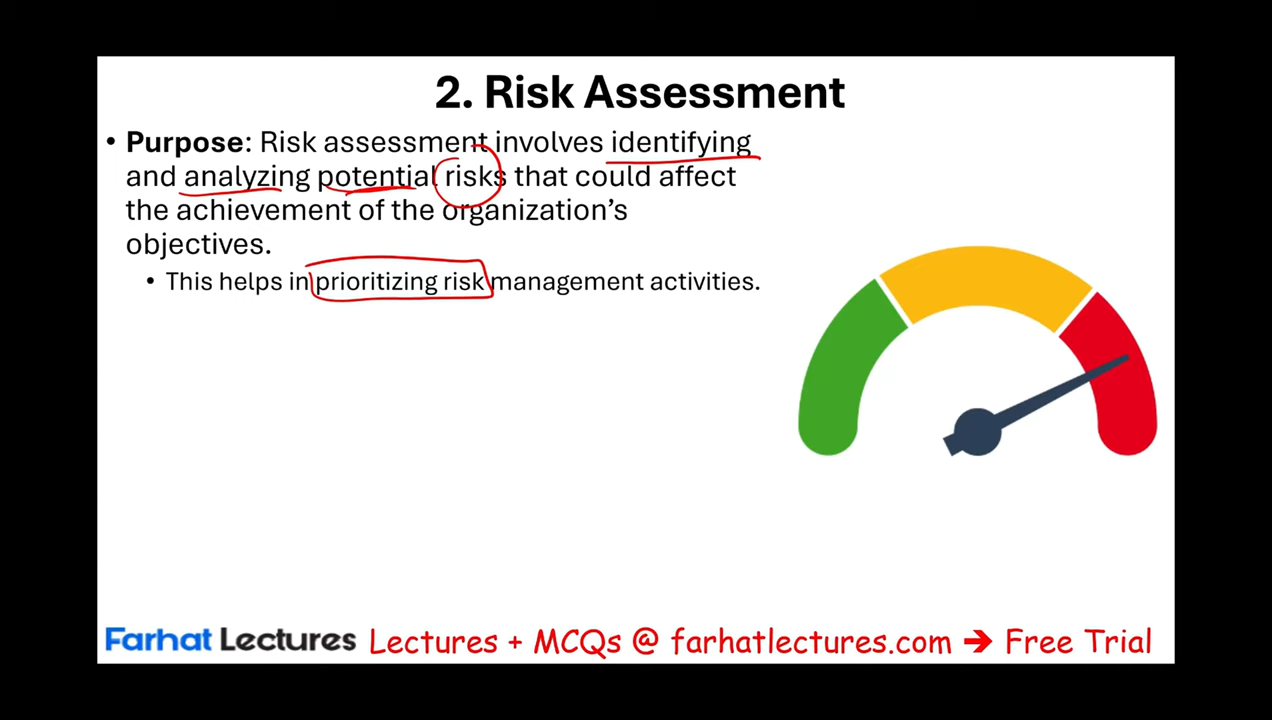 2. Risk Assessment
• Purpose: Risk assessment involves identifying
and analyzing potential risks that could affect
the achievement of the organization's
objectives.
• This helps in prioritizing risk management activities.
Farhat Lectures Lectures + MCQs @ farhatlectures.com ➔ Free Trial